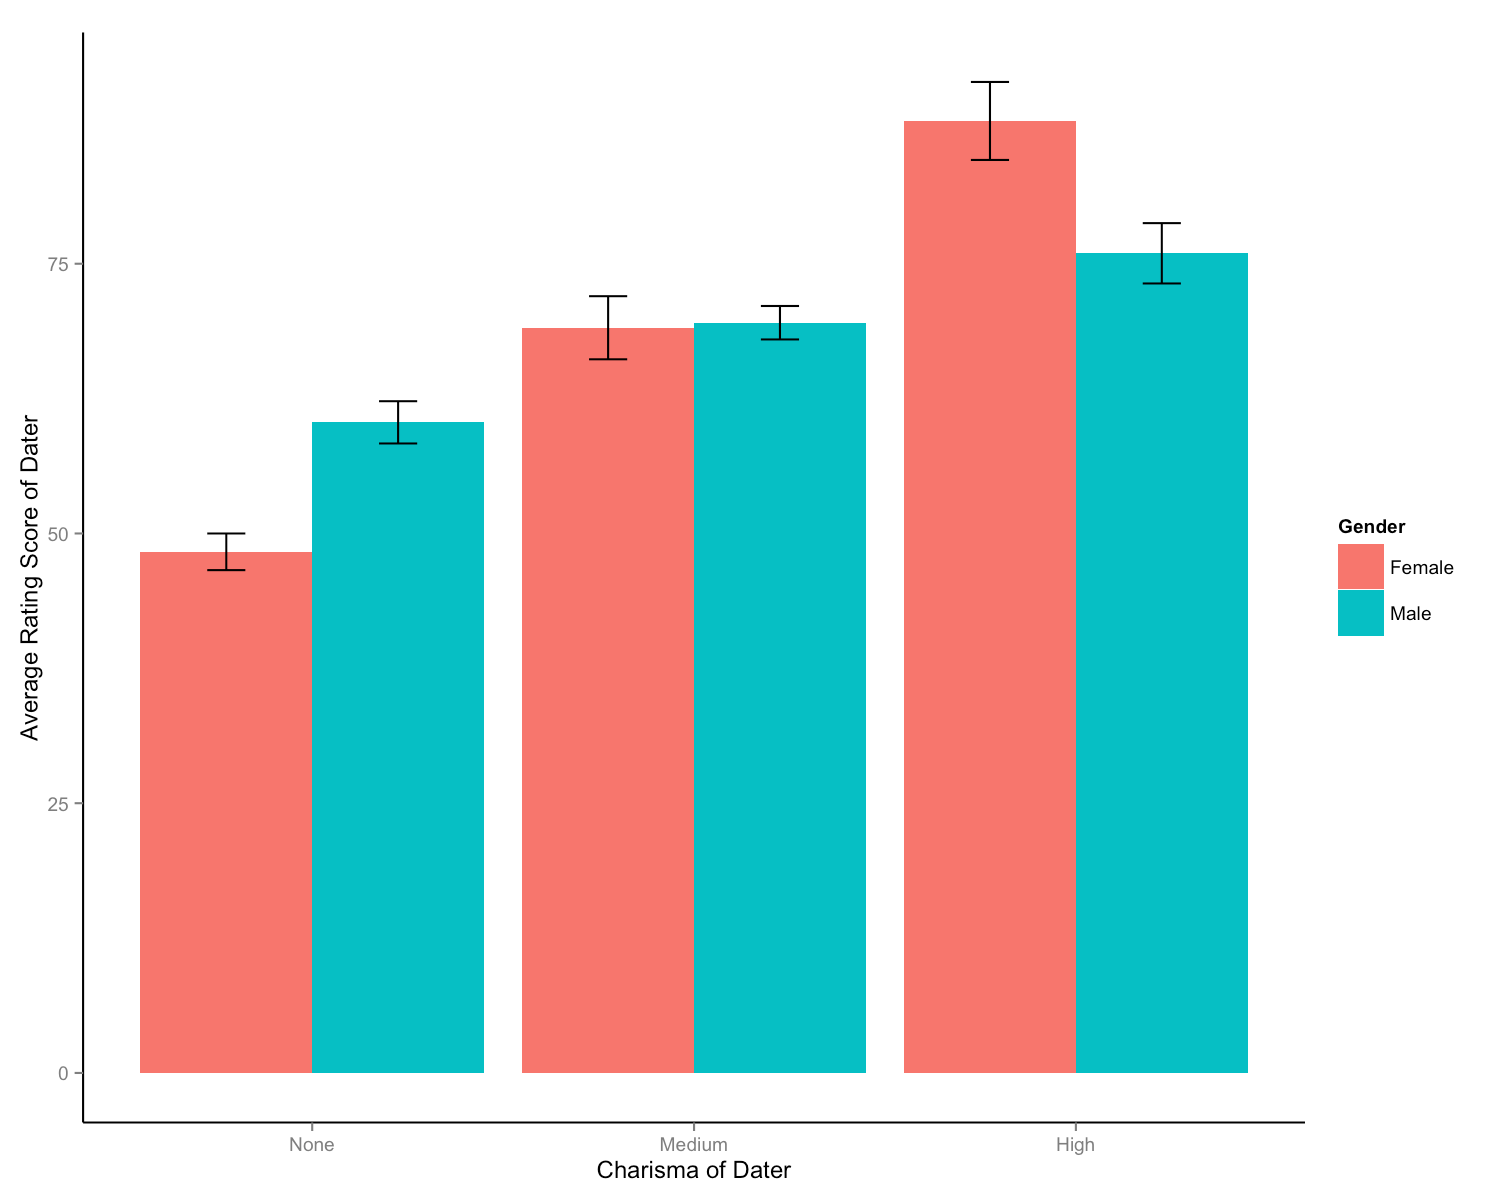 Average Rating Score of Dater
75
50
25
0
None Medium High
Charisma of Dater
Gender
Female
Male